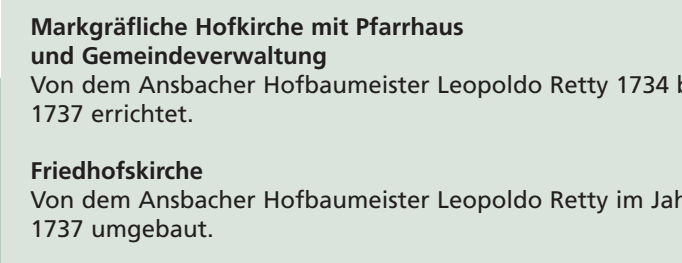 Markgräfliche Hofkirche mit Pfarrhaus
und Gemeindeverwaltung
Von dem Ansbacher Hofbaumeister Leopoldo Retty 1734
1737 errichtet.
Friedhofskirche
Von dem Ansbacher Hofbaumeister Leopoldo Retty im
1737 umgebaut.